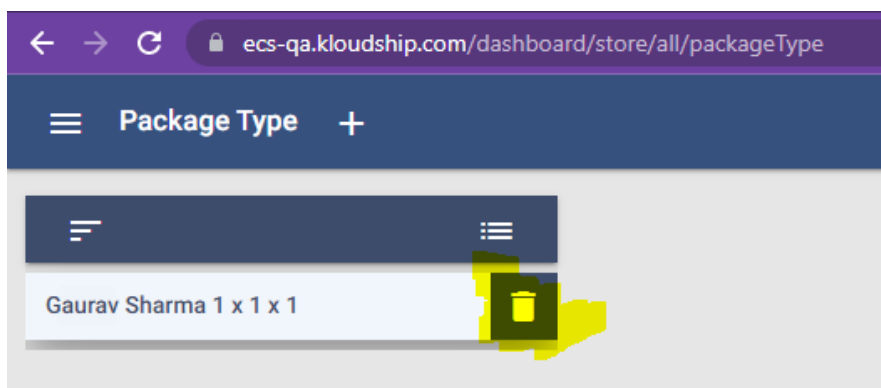 ecs-qa.kloudship.com/dashboard/store/all/packageType
Package Type +
Gaurav Sharma 1 x 1 x 1